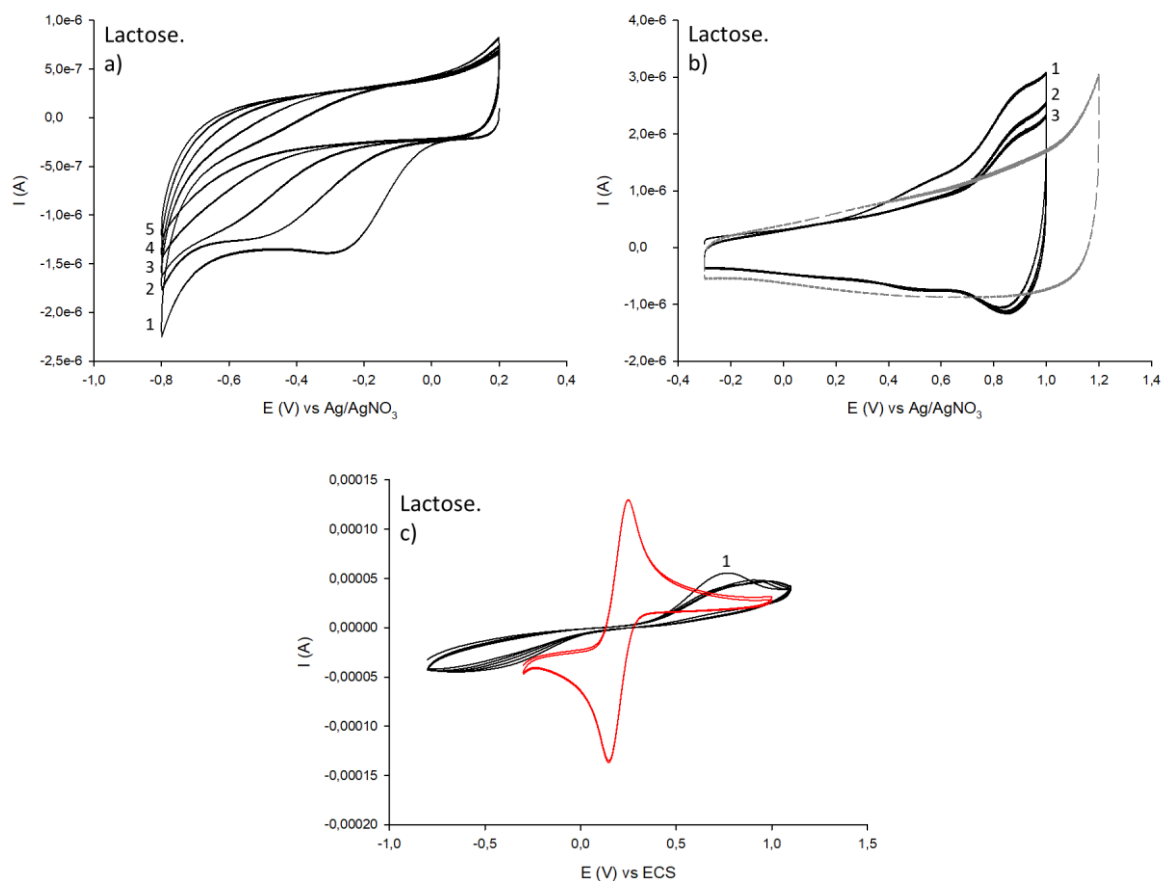 Lactose.
a)
1,0e-6
5,0e-7
0,0
-5,0e-7
-1,0e-6
-1,5e-6
-2,0e-6
-2,5e-6
I (A)
5
4
3
2
1
-1,0
-0,8
-0,6
-0,4
-0,2
0,0
0,2
0,4
E (V) vs Ag/AgNO3
Lactose.
b)
4,0e-6
3,0e-6
2,0e-6
1,0e-6
0,0
-1,0e-6
-2,0e-6
I (A)
1
2
3
-0,4
-0,2
0,0
0,2
0,4
0,6
0,8
1,0
1,2
1,4
E (V) vs Ag/AgNO3
Lactose.
c)
0,00015
0,00010
0,00005
0,00000
-0,00005
-0,00010
-0,00015
-0,00020
I (A)
1
-1,0
-0,5
0,0
0,5
1,0
1,5
E (V) vs ECS